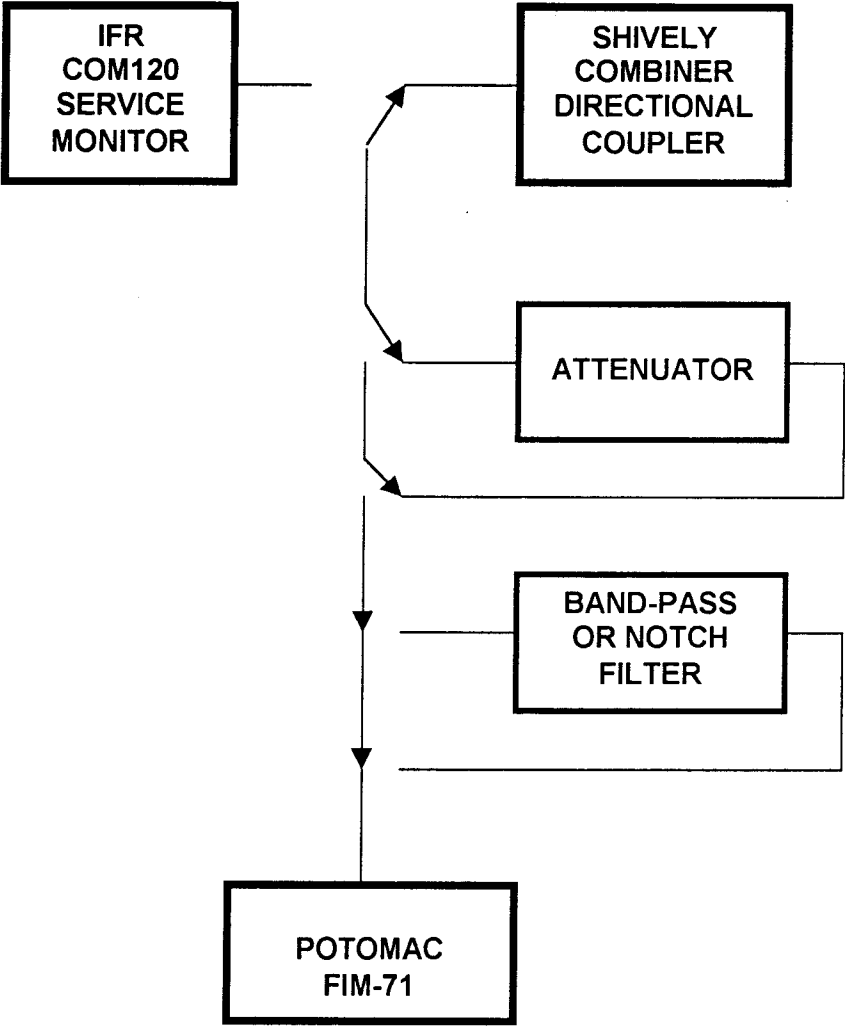 IFR
COM120
SERVICE
MONITOR
SHIVELY
COMBINER
DIRECTIONAL
COUPLER
ATTENUATOR
BAND-PASS
OR NOTCH
FILTER
POTOMAC
FIM-71